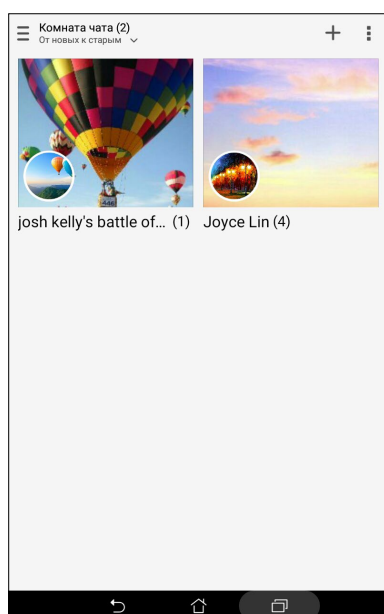 Комната чата (2)
От новых к старым
josh kelly's battle of... (1)
Joyce Lin (4)